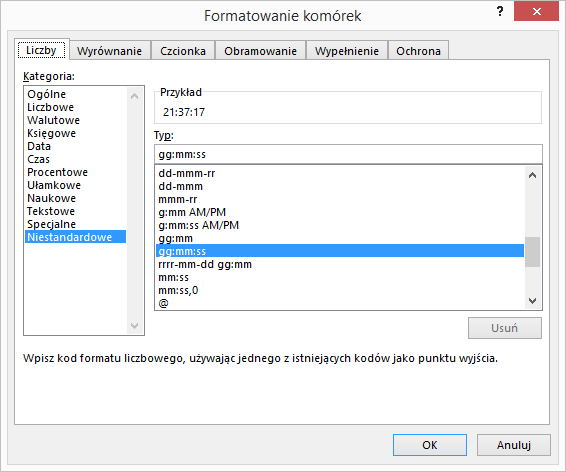 Formatowanie komórek
?
Liczby Wyrównanie Czcionka Obramowanie Wypełnienie Ochrona
Kategoria:
Ogólne
Liczbowe
Walutowe
Księgowe
Data
Czas
Procentowe
Ułamkowe
Naukowe
Tekstowe
Specjalne
Niestandardowe
Przykład
21:37:17
Typ:
gg:mm:ss
dd-mmm-rr
dd-mmm
mmm-rr
g:mm AM/PM
g:mm:ss AM/PM
gg:mm
gg:mm:ss
rrrr-mm-dd gg:mm
mm:ss
mm:ss,0
@
Usuń
Wpisz kod formatu liczbowego, używając jednego z istniejących kodów jako punktu wyjścia.
OK Anuluj